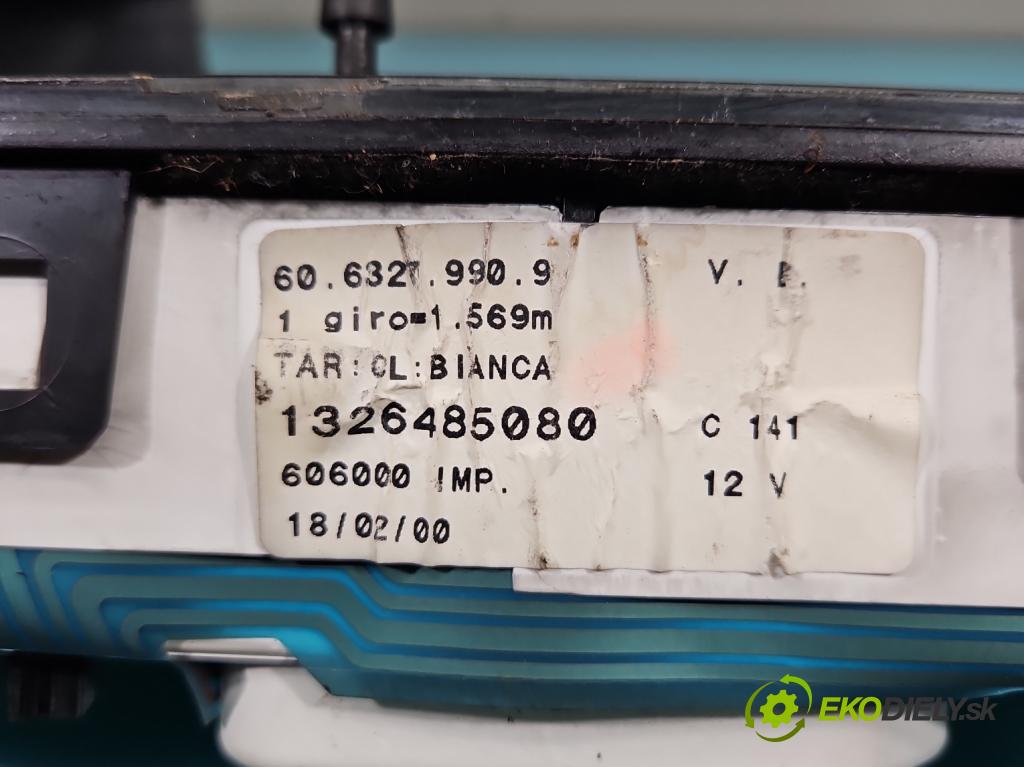 60.6327.990.9 V.
1 giro=1.569m
TAR:CL:BIANCA
1326485080 C 141
606000 IMP. 12 V
18/02/00
EKODIELY.sk